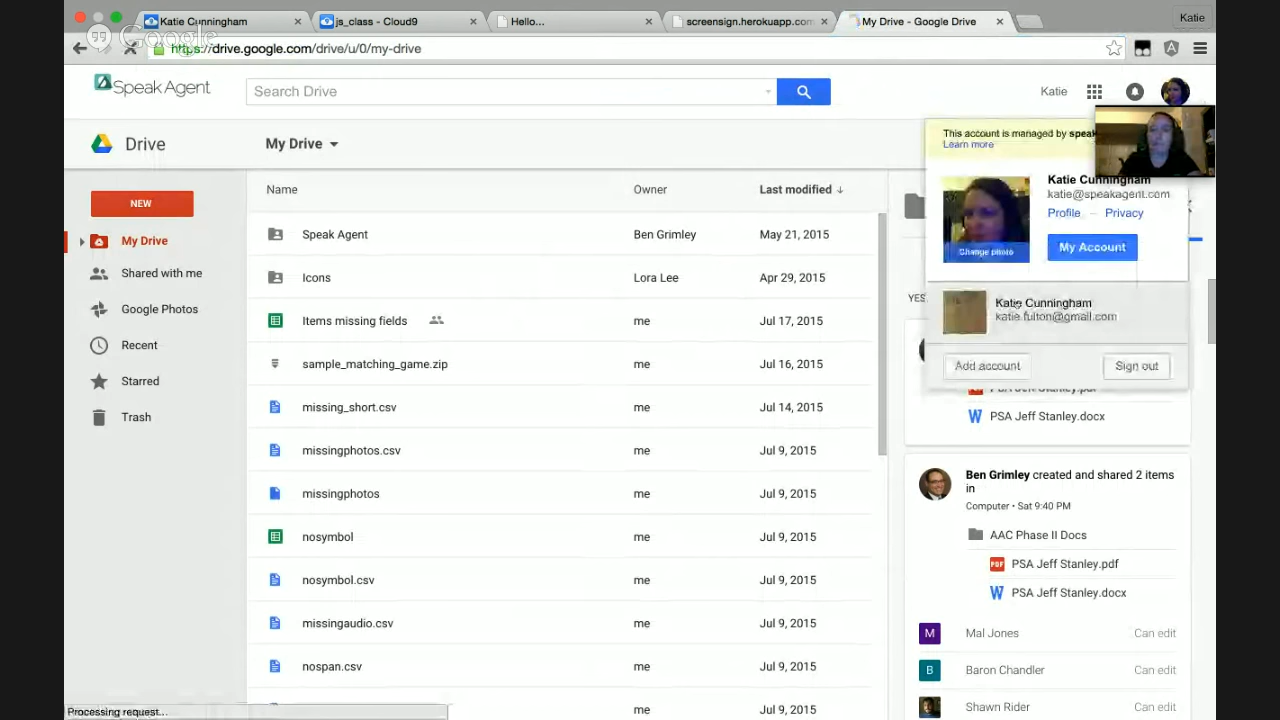 Katie Cunningham
js_class - Cloud9
Hello...
screensign.herokuapp.com
My Drive - Google Drive
Katie
Google
https://drive.google.com/drive/u/0/my-drive
Speak Agent
Search Drive
Katie
Drive
My Drive
This account is managed by speak
Learn more
Katie Cunningham
katie@speakagent.com
Profile – Privacy
Change photo
My Account
Katie Cunningham
katie.fulton@gmail.com
Add account
Sign out
NEW
My Drive
Shared with me
Google Photos
Recent
Starred
Trash
Name Owner Last modified
Speak Agent Ben Grimley May 21, 2015
Icons Lora Lee Apr 29, 2015
Items missing fields me Jul 17, 2015
sample_matching_game.zip me Jul 16, 2015
missing_short.csv me Jul 14, 2015
missingphotos.csv me Jul 9, 2015
missingphotos me Jul 9, 2015
nosymbol me Jul 9, 2015
nosymbol.csv me Jul 9, 2015
missingaudio.csv me Jul 9, 2015
nospan.csv me Jul 9, 2015
me Jul 9, 2015
YES
PSA Jeff Stanley.pdf
W PSA Jeff Stanley.docx
Ben Grimley created and shared 2 items
in
Computer • Sat 9:40 PM
AAC Phase II Docs
PDF PSA Jeff Stanley.pdf
W PSA Jeff Stanley.docx
M Mal Jones Can edit
B Baron Chandler Can edit
Shawn Rider Can edit
Processing request...